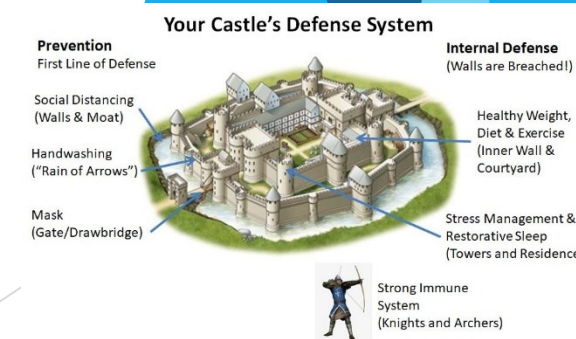 Your Castle's Defense System
Prevention
First Line of Defense
Social Distancing
(Walls & Moat)
Handwashing
("Rain of Arrows")
Mask
(Gate/Drawbridge)
Internal Defense
(Walls are Breached!)
Healthy Weight,
Diet & Exercise
(Inner Wall &
Courtyard)
Stress Management &
Restorative Sleep
(Towers and Residence
Strong Immune
System
(Knights and Archers)